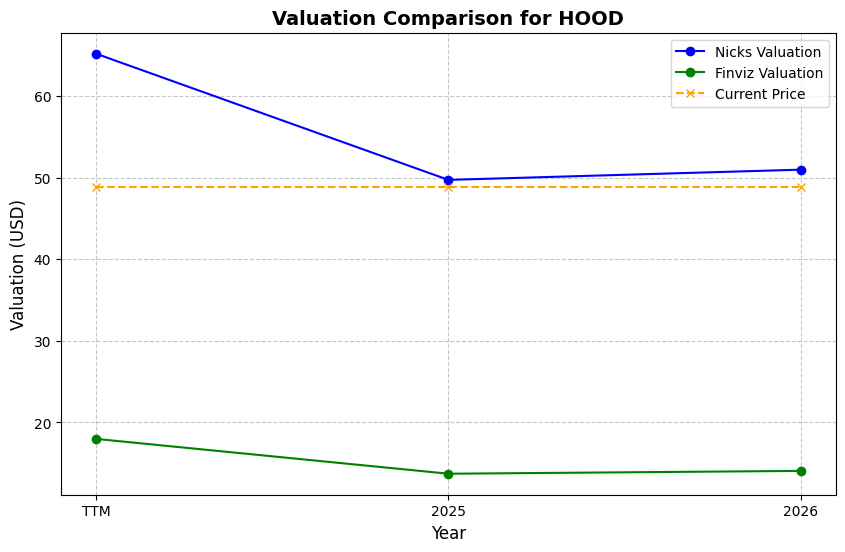 Valuation Comparison for HOOD
Nicks Valuation
Finviz Valuation
Current Price
Valuation (USD)
60
50
40
30
20
TTM
2025
2026
Year